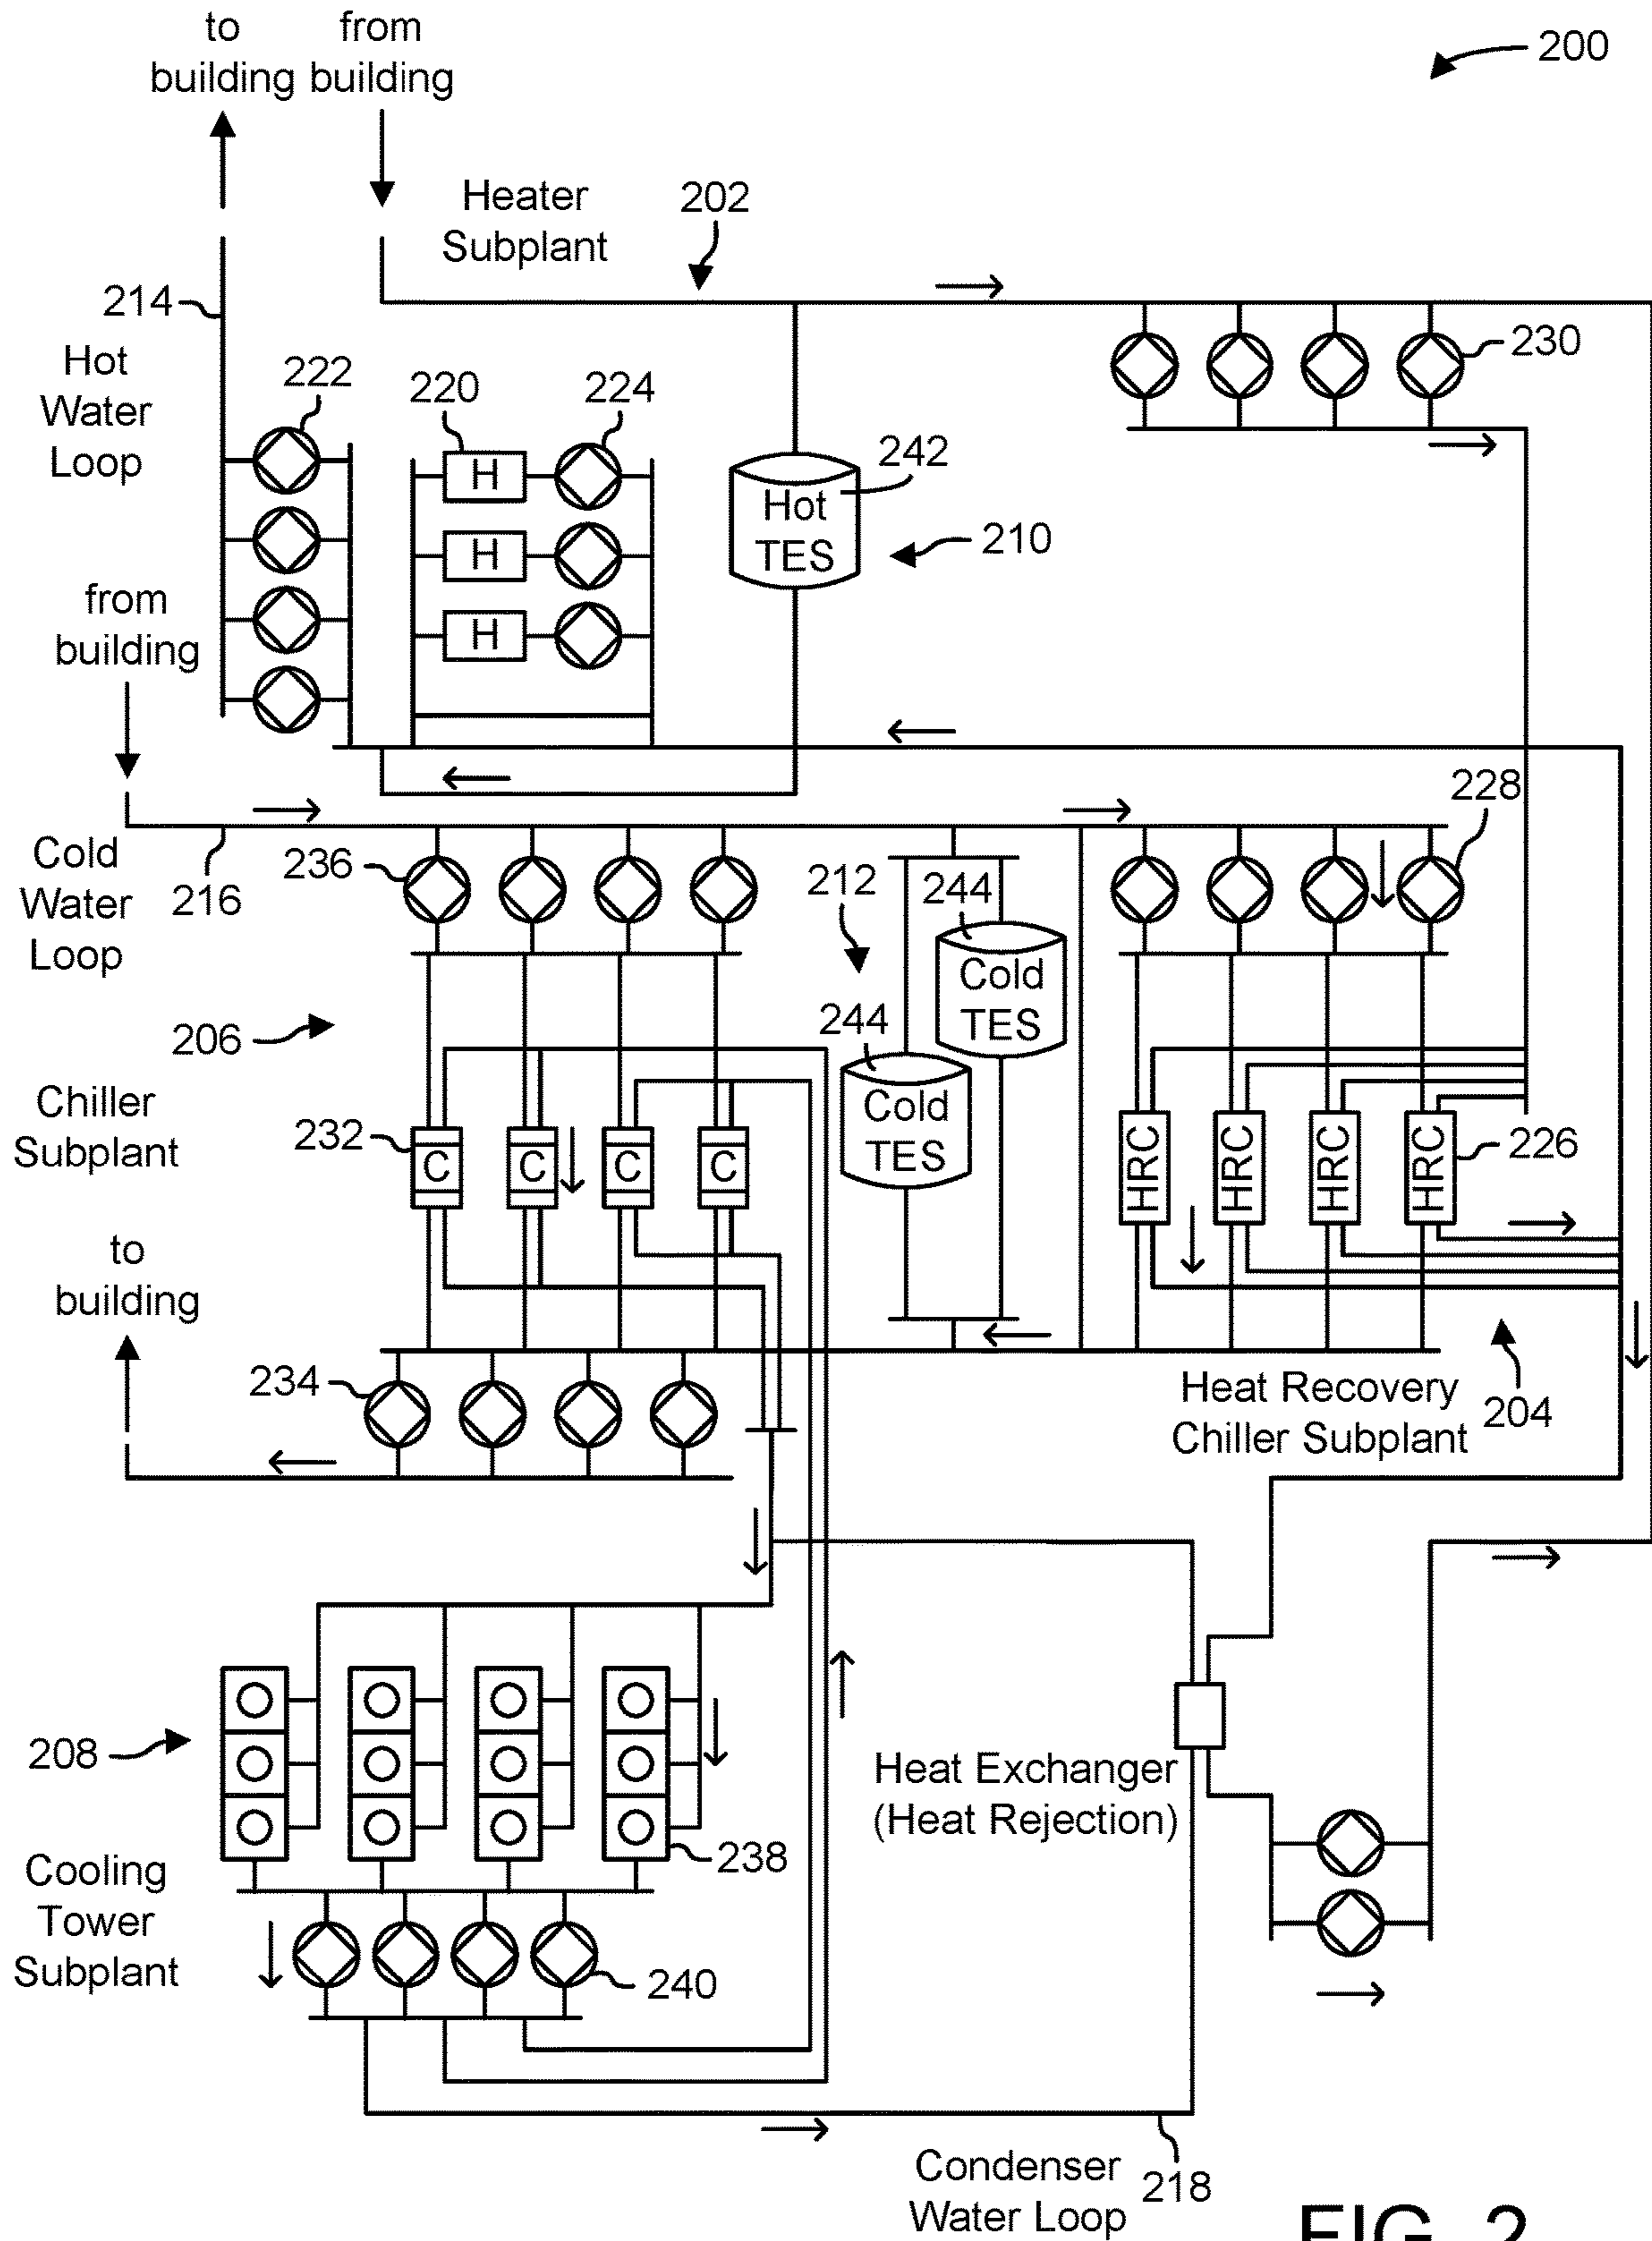 to
building
from
building
200
Heater
Subplant
202
214
Hot
Water
Loop
222
220
224
230
H
H
H
242
Hot
TES
210
from
building
228
Cold
Water
Loop
216
236
212
244
Cold
TES
244
Cold
TES
206
Chiller
Subplant
232
C
C
C
C
HRC
HRC
HRC
HRC
226
to
building
234
Heat Recovery
Chiller Subplant
204
208
Heat Exchanger
(Heat Rejection)
238
Cooling
Tower
Subplant
240
Condenser
Water Loop
218
FIG. 2